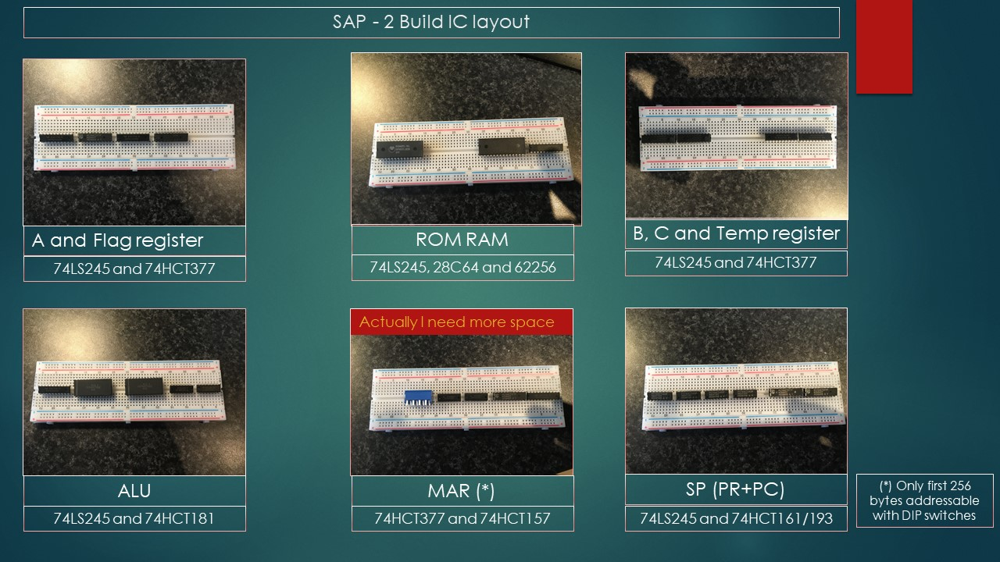 SAP - 2 Build IC layout
A and Flag register
74LS245 and 74HCT377
ROM RAM
74LS245, 28C64 and 62256
B, C and Temp register
74LS245 and 74HCT377
ALU
74LS245 and 74HCT181
Actually I need more space
MAR (*)
74HCT377 and 74HCT157
SP (PR+PC)
74LS245 and 74HCT161/193
(*) Only first 256
bytes addressable
with DIP switches